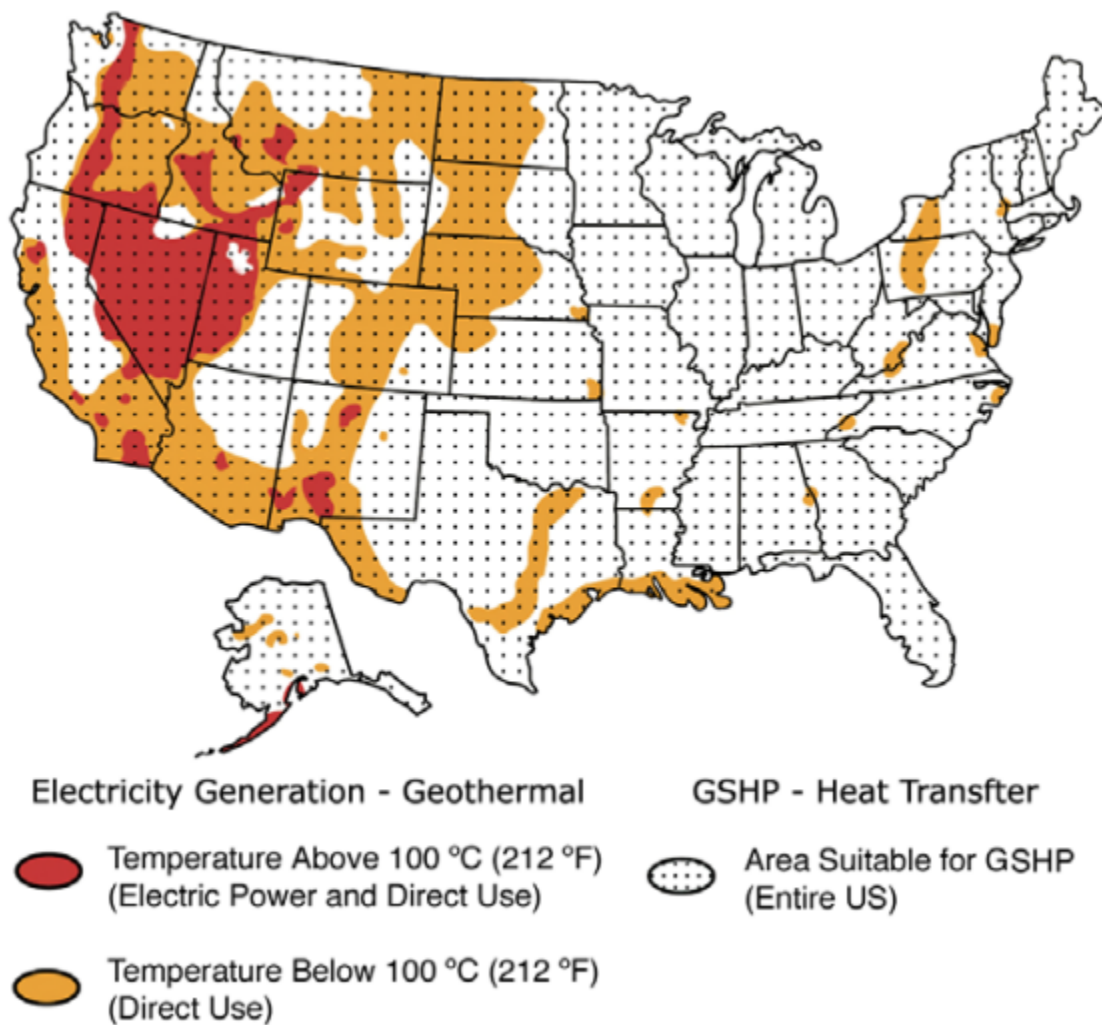 Electricity Generation - Geothermal
Temperature Above 100 ºC (212 ºF)
(Electric Power and Direct Use)
Temperature Below 100 ºC (212 ºF)
(Direct Use)
GSHP - Heat Transfter
Area Suitable for GSHP
(Entire US)